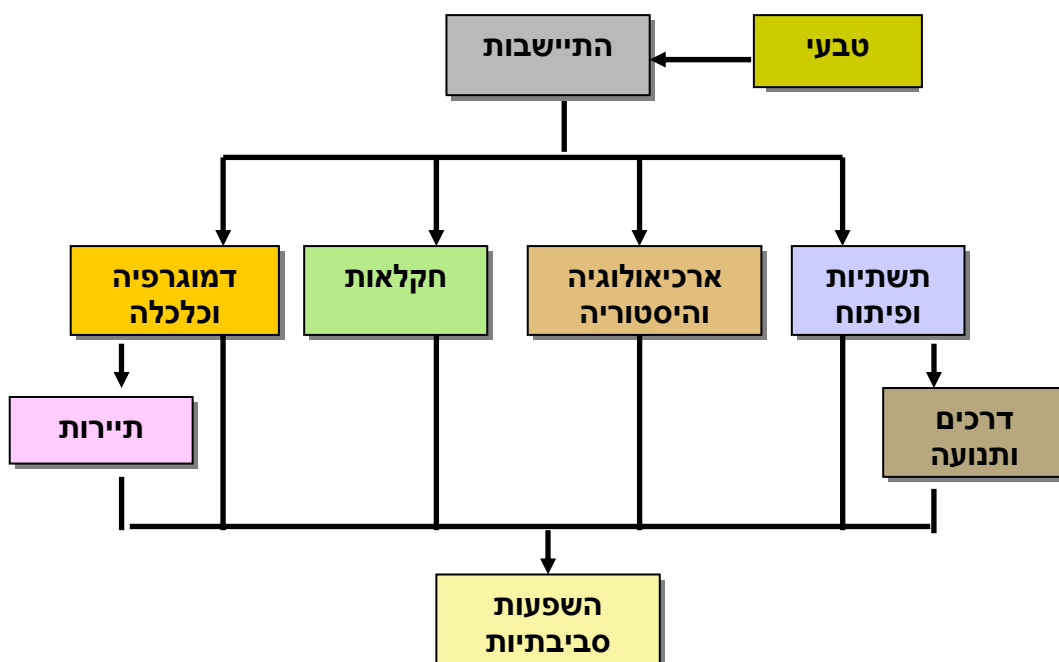 טבעי
התיישבות
תשתיות
ופיתוח
ארכיאולוגיה
והיסטוריה
חקלאות
דמוגרפיה
וכלכלה
דרכים
ותנועה
תיירות
השפעות
סביבתיות